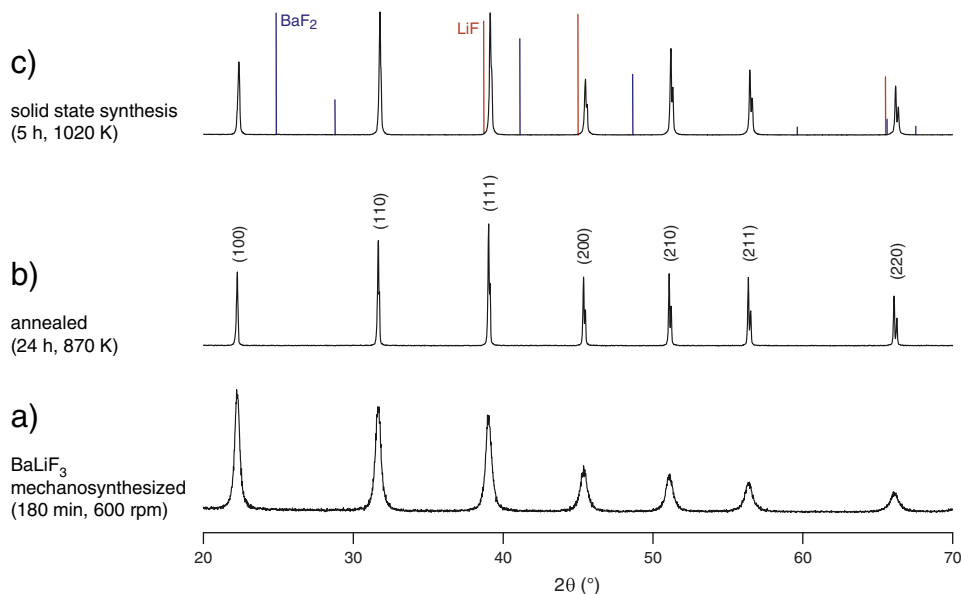 BaF2
LiF
c)
solid state synthesis
(5 h, 1020 K)
(100)
(110)
(111)
(200)
(210)
(211)
(220)
b)
annealed
(24 h, 870 K)
a)
BaLiF3
mechanosynthesized
(180 min, 600 rpm)
20 30 40 50 60 70
2θ (°)